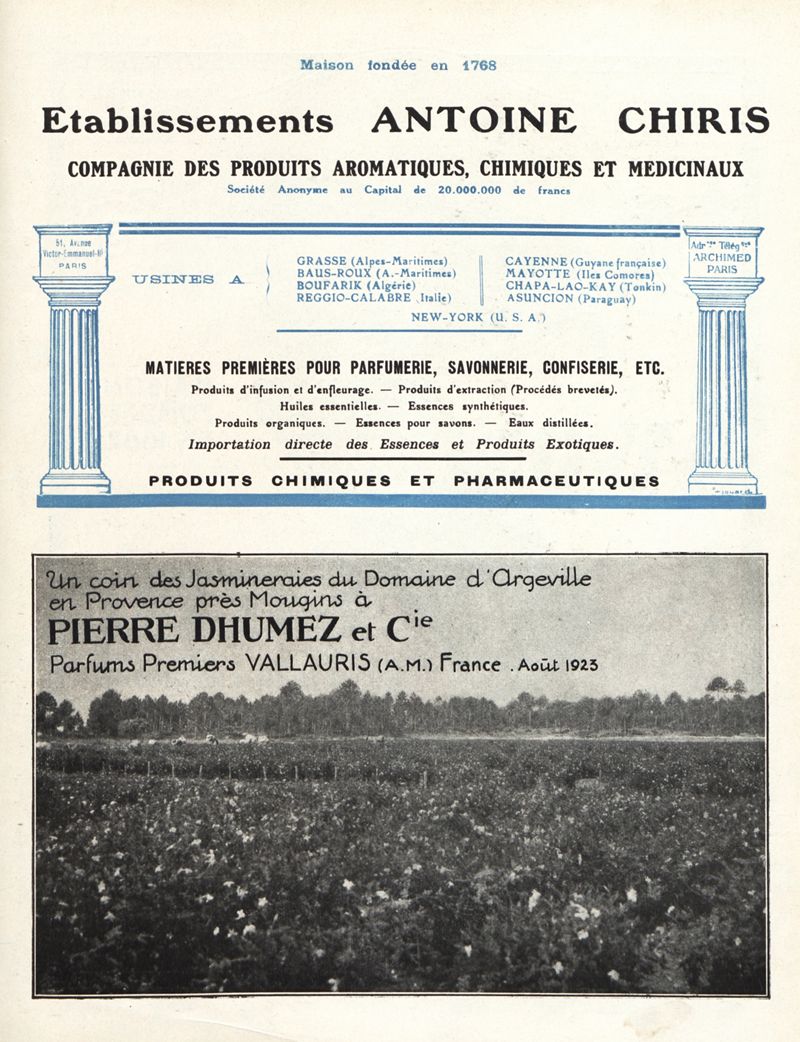 Maison fondée en 1768
Etablissements ANTOINE CHIRIS
COMPAGNIE DES PRODUITS AROMATIQUES, CHIMIQUES ET MEDICINAUX
Société Anonyme au Capital de 20.000.000 de francs
51, Avenue
Victor-Emmanuel-III
PARIS
Adr sse Télég que
ARCHIMED
PARIS
USINES A
GRASSE (Alpes-Maritimes)
BAUS-ROUX (A.-Maritimes)
BOUFARIK (Algérie)
REGGIO-CALABRE (Italie)
CAYENNE (Guyane française)
MAYOTTE (Iles Comores)
CHAPA-LAO-KAY (Tonkin)
ASUNCION (Paraguay)
NEW-YORK (U. S. A.)
MATIERES PREMIÈRES POUR PARFUMERIE, SAVONNERIE, CONFISERIE, ETC.
Produits d'infusion et d'enfleurage. — Produits d'extraction (Procédés brevetés).
Huiles essentielles. — Essences synthétiques.
Produits organiques. — Essences pour savons. — Eaux distillées.
Importation directe des Essences et Produits Exotiques.
PRODUITS CHIMIQUES ET PHARMACEUTIQUES
Un coin des Jasmineraies du Domaine d'Argeville
en Provence près Mougins à
PIERRE DHUMEZ et Cie
Parfums Premiers VALLAURIS (A.M.) France . Août 1923